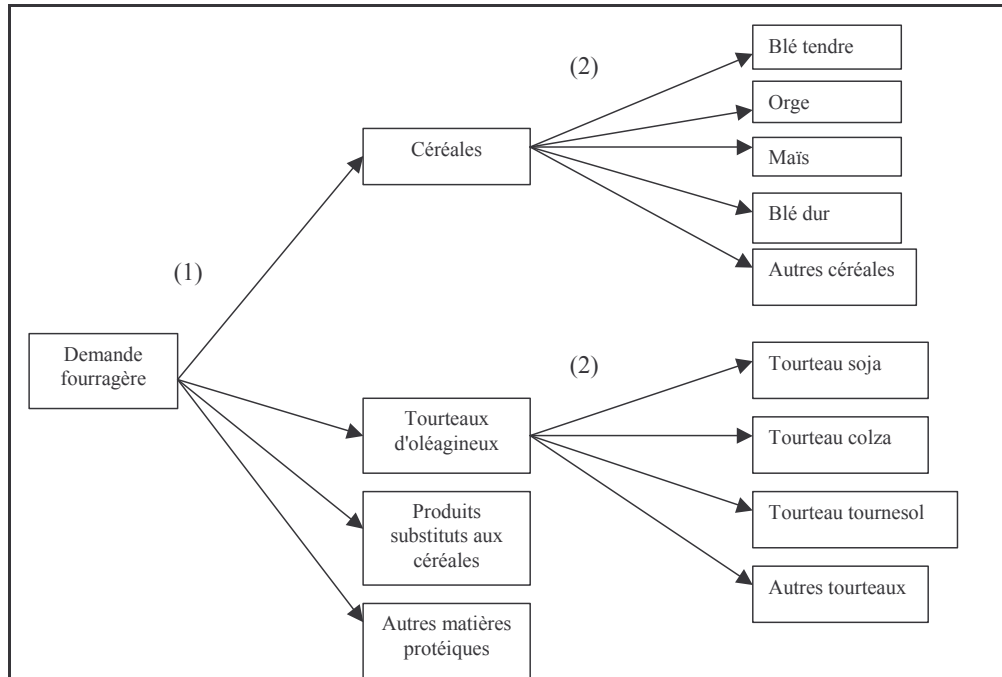 Demande
fourragère
(1)
Céréales
(2)
Blé tendre
Orge
Maïs
Blé dur
Autres céréales
Tourteaux
d'oléagineux
(2)
Tourteau soja
Tourteau colza
Tourteau tournesol
Autres tourteaux
Produits
substituts aux
céréales
Autres matières
protéiques